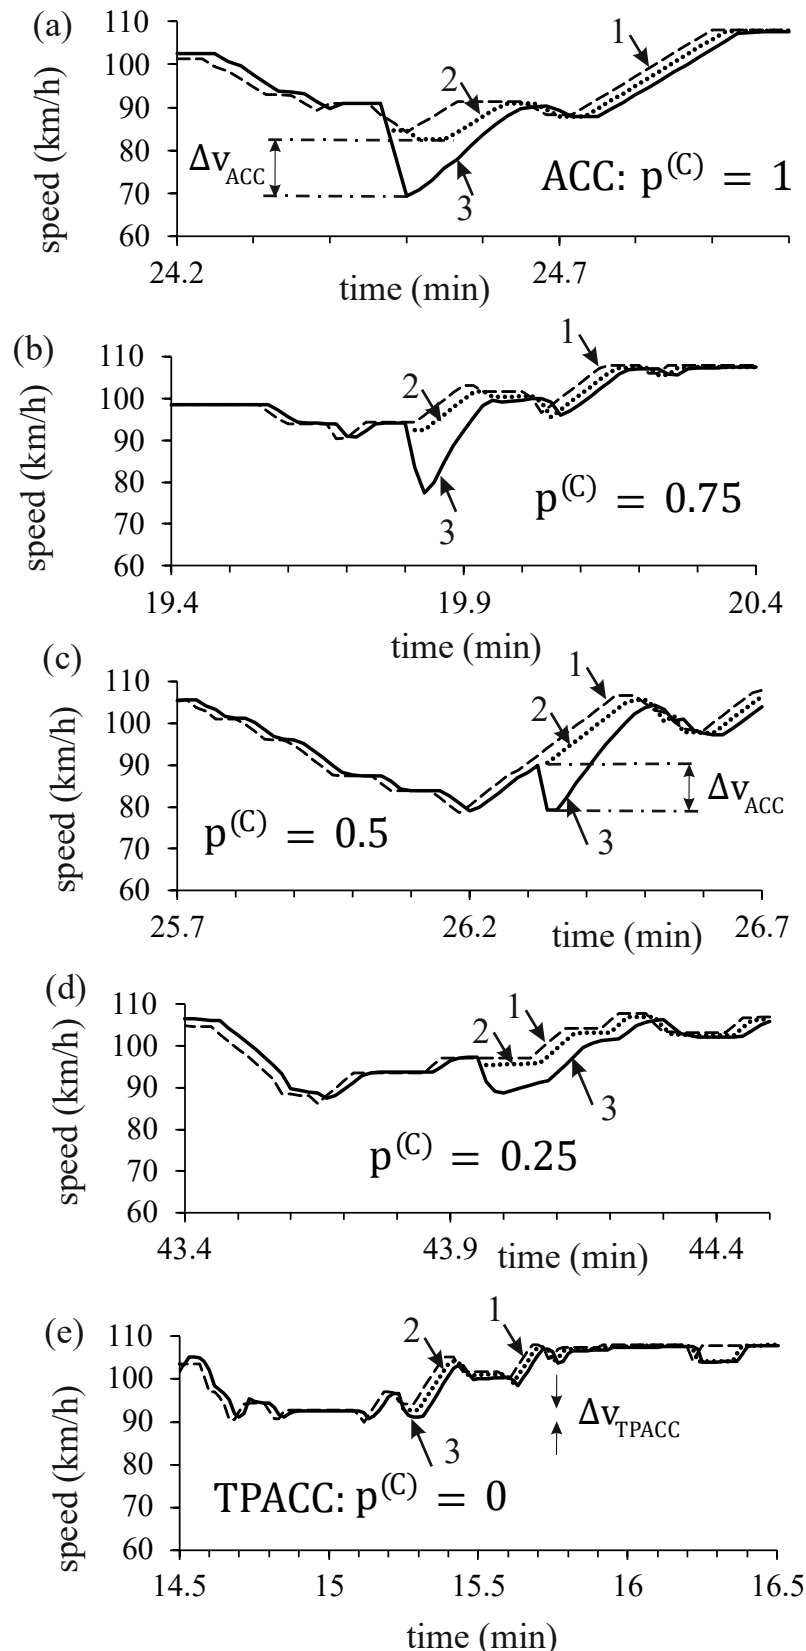 (a)
110
100
90
80
70
60
speed (km/h)
Δv_ACC
1
2
3
ACC: p^(C) = 1
24.2
24.7
time (min)
(b)
110
100
90
80
70
60
speed (km/h)
1
2
3
p^(C) = 0.75
19.4
19.9
20.4
time (min)
(c)
110
100
90
80
70
60
speed (km/h)
1
2
3
Δv_ACC
p^(C) = 0.5
25.7
26.2
26.7
time (min)
(d)
110
100
90
80
70
60
speed (km/h)
1
2
3
p^(C) = 0.25
43.4
43.9
44.4
time (min)
(e)
110
100
90
80
70
60
speed (km/h)
2
1
3
Δv_TPACC
TPACC: p^(C) = 0
14.5
15
15.5
16
16.5
time (min)